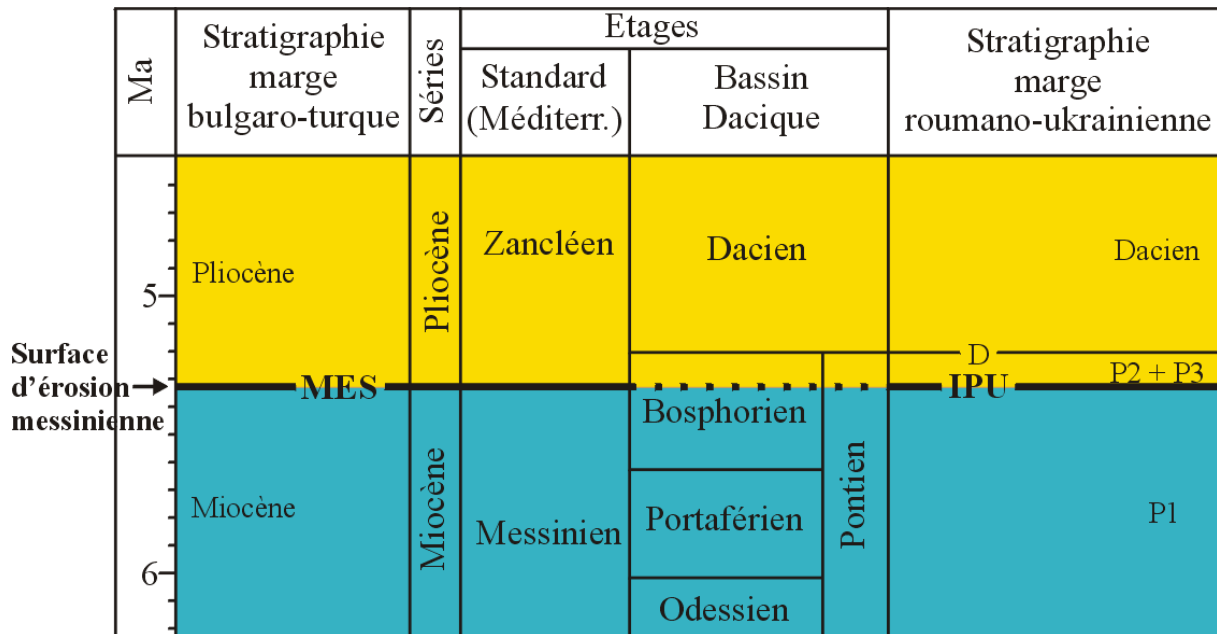 Ma
Stratigraphie
marge
bulgaro-turque
Séries
Etages
Standard
(Méditerr.)
Bassin
Dacique
Stratigraphie
marge
roumano-ukrainienne
Pliocène
Pliocène
Zancléen
Dacien
Dacien
5
D
P2 + P3
Surface
d'érosion
messinienne
MES
IPU
Bosphorien
Miocène
Miocène
Messinien
Portaférien
Pontien
P1
6
Odessien